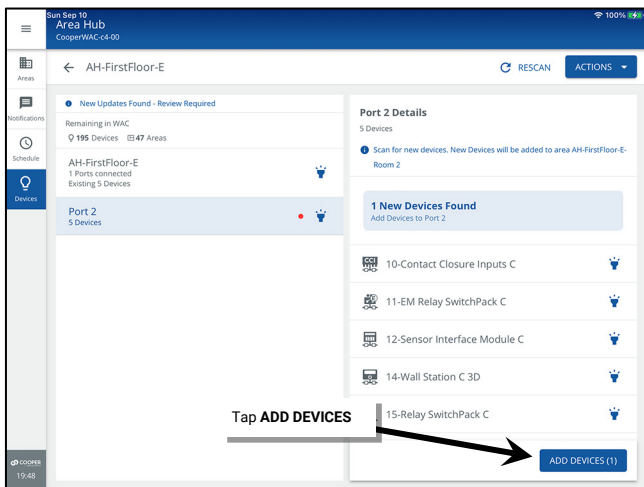 Sun Sep 10
100%
Area Hub
CooperWAC-c4-00
Areas
Notifications
Schedule
Devices
COOPER
19:48
AH-FirstFloor-E
RESCAN
ACTIONS
New Updates Found - Review Required
Remaining in WAC
195 Devices 47 Areas
AH-FirstFloor-E
1 Ports connected
Existing 5 Devices
Port 2
5 Devices
Port 2 Details
5 Devices
Scan for new devices. New Devices will be added to area AH-FirstFloor-E-
Room 2
1 New Devices Found
Add Devices to Port 2
CCI
10-Contact Closure Inputs C
11-EM Relay SwitchPack C
12-Sensor Interface Module C
14-Wall Station C 3D
15-Relay SwitchPack C
Tap ADD DEVICES
ADD DEVICES (1)